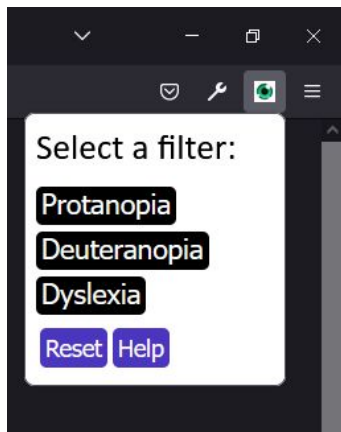 Select a filter:
Protanopia
Deuteranopia
Dyslexia
Reset Help